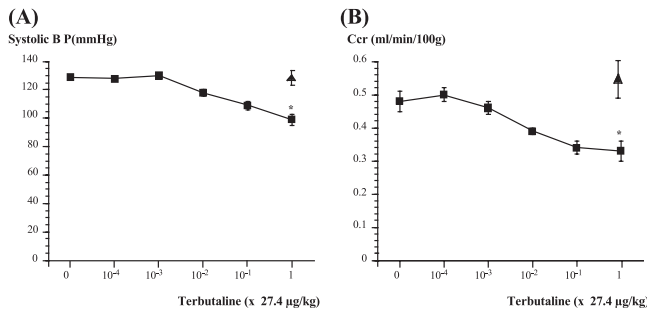 (A)
Systolic B P(mmHg)
140
120
100
80
60
40
20
0
*
0 10⁻⁴ 10⁻³ 10⁻² 10⁻¹ 1
Terbutaline (x 27.4 µg/kg)
(B)
Ccr (ml/min/100g)
0.6
0.5
0.4
0.3
0.2
0.1
0
*
0 10⁻⁴ 10⁻³ 10⁻² 10⁻¹ 1
Terbutaline (x 27.4 µg/kg)